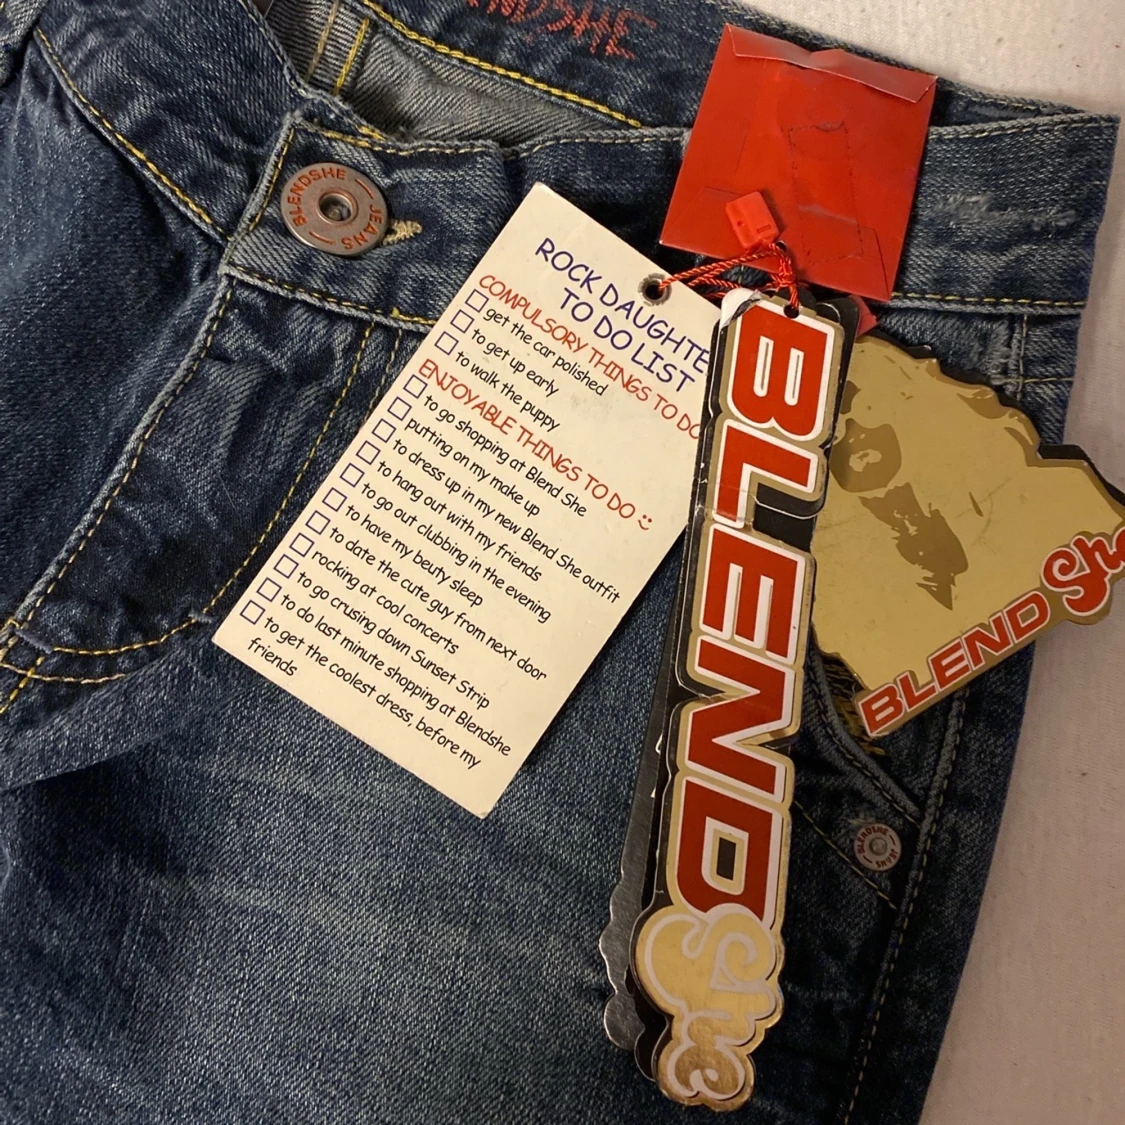 BLENDSHE
JEANS
ROCK DAUGHTE
TO DO LIST
COMPULSORY THINGS TO DO
get the car polished
to get up early
to walk the puppy
ENJOYABLE THINGS TO DO :)
to go shopping at Blend She
putting on my make up
to dress up in my new Blend She outfit
to hang out with my friends
to go out clubbing in the evening
to have my beuty sleep
to date the cute guy from next door
rocking at cool concerts
to go crusing down Sunset Strip
to do last minute shopping at Blendshe
to get the coolest dress, before my
friends
BLEND
BLEND
She
BLEND She
BLENDSHE
JEANS